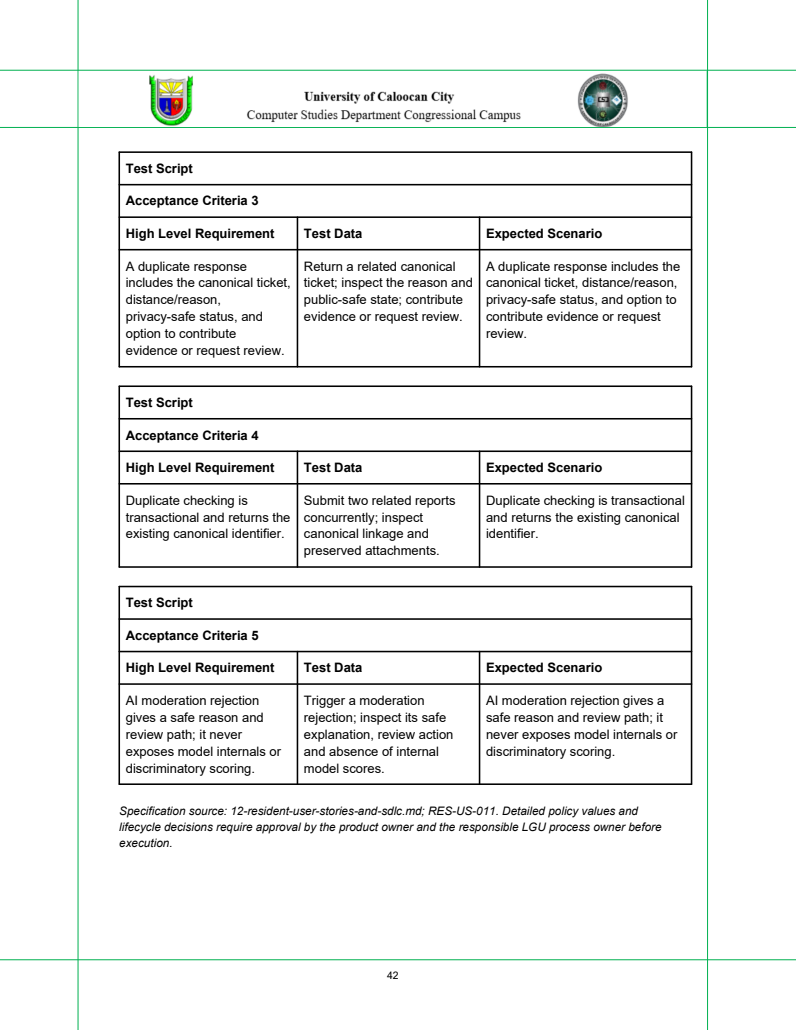 University of Caloocan City
Computer Studies Department Congressional Campus
Test Script
Acceptance Criteria 3
High Level Requirement
Test Data
Expected Scenario
A duplicate response
includes the canonical ticket,
distance/reason,
privacy-safe status, and
option to contribute
evidence or request review.
Return a related canonical
ticket; inspect the reason and
public-safe state; contribute
evidence or request review.
A duplicate response includes the
canonical ticket, distance/reason,
privacy-safe status, and option to
contribute evidence or request
review.
Test Script
Acceptance Criteria 4
High Level Requirement
Test Data
Expected Scenario
Duplicate checking is
transactional and returns the
existing canonical identifier.
Submit two related reports
concurrently; inspect
canonical linkage and
preserved attachments.
Duplicate checking is transactional
and returns the existing canonical
identifier.
Test Script
Acceptance Criteria 5
High Level Requirement
Test Data
Expected Scenario
AI moderation rejection
gives a safe reason and
review path; it never
exposes model internals or
discriminatory scoring.
Trigger a moderation
rejection; inspect its safe
explanation, review action
and absence of internal
model scores.
AI moderation rejection gives a
safe reason and review path; it
never exposes model internals or
discriminatory scoring.
Specification source: 12-resident-user-stories-and-sdlc.md; RES-US-011. Detailed policy values and
lifecycle decisions require approval by the product owner and the responsible LGU process owner before
execution.
42